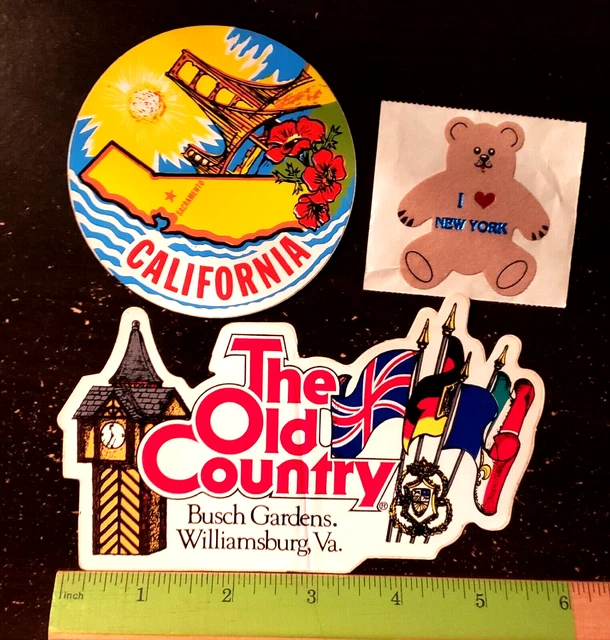 SACRAMENTO
CALIFORNIA
I ❤
NEW YORK
The
Old
Country®
Busch Gardens.
Williamsburg, Va.
inch 1 2 3 4 5 6